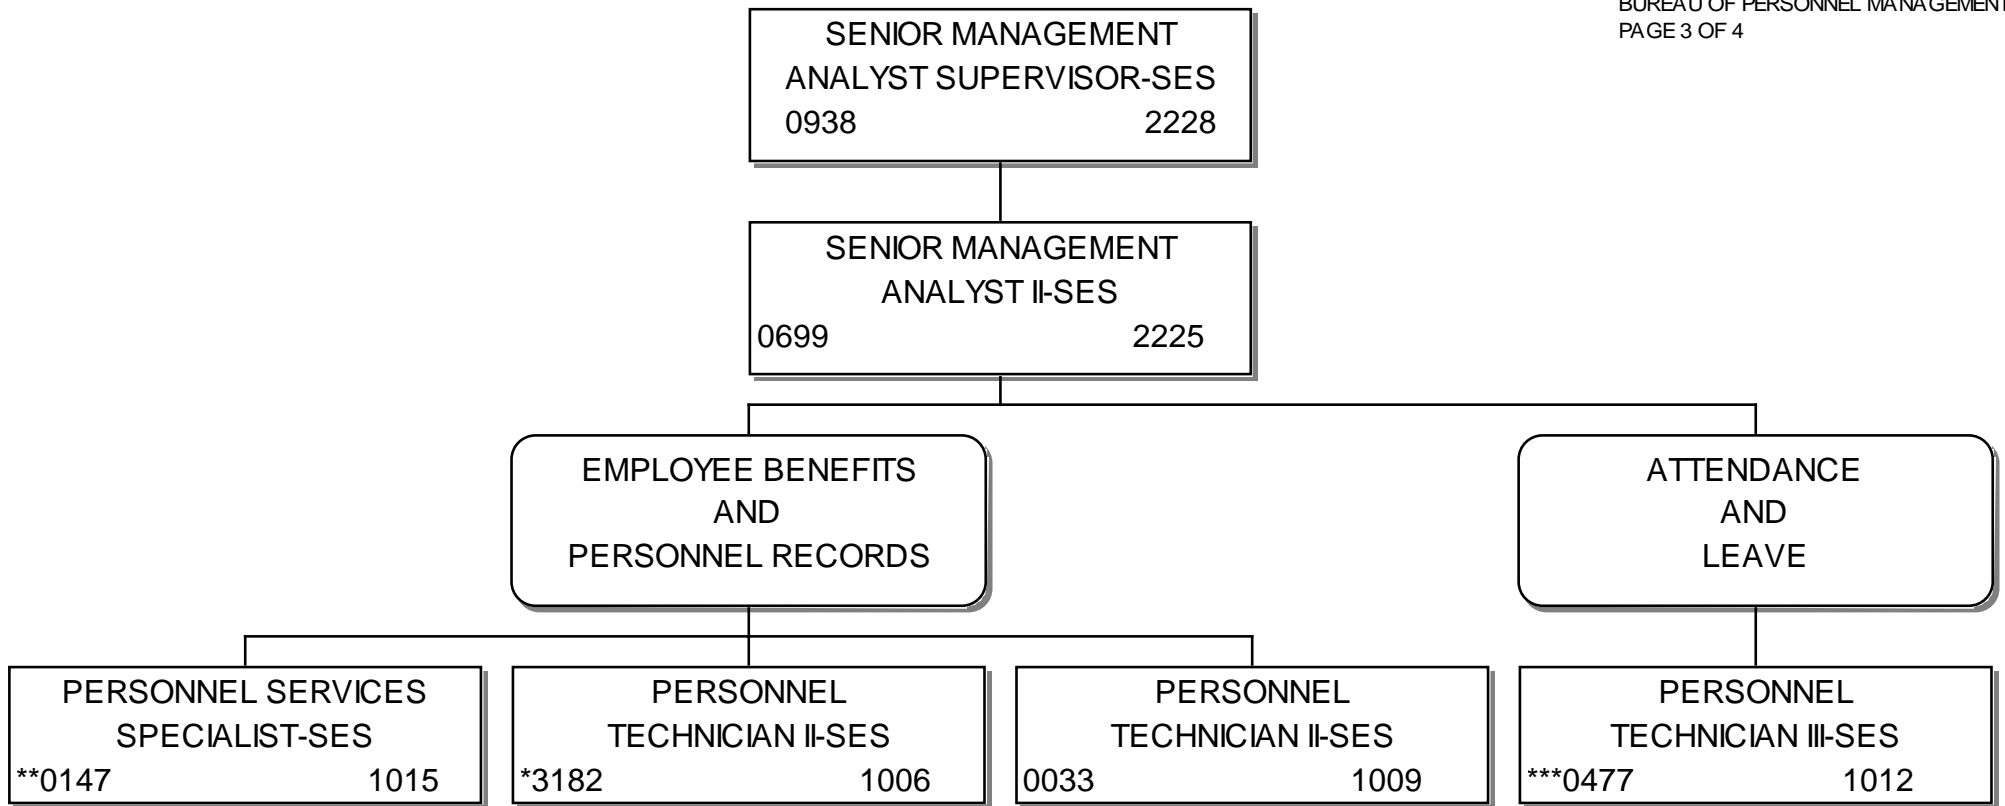 BUREAU OF PERSONNEL MANAGEMENT
PAGE 3 OF 4
SENIOR MANAGEMENT
ANALYST SUPERVISOR-SES
0938 2228
SENIOR MANAGEMENT
ANALYST II-SES
0699 2225
EMPLOYEE BENEFITS
AND
PERSONNEL RECORDS
ATTENDANCE
AND
LEAVE
PERSONNEL SERVICES
SPECIALIST-SES
**0147 1015
PERSONNEL
TECHNICIAN II-SES
*3182 1006
PERSONNEL
TECHNICIAN II-SES
0033 1009
PERSONNEL
TECHNICIAN III-SES
***0477 1012